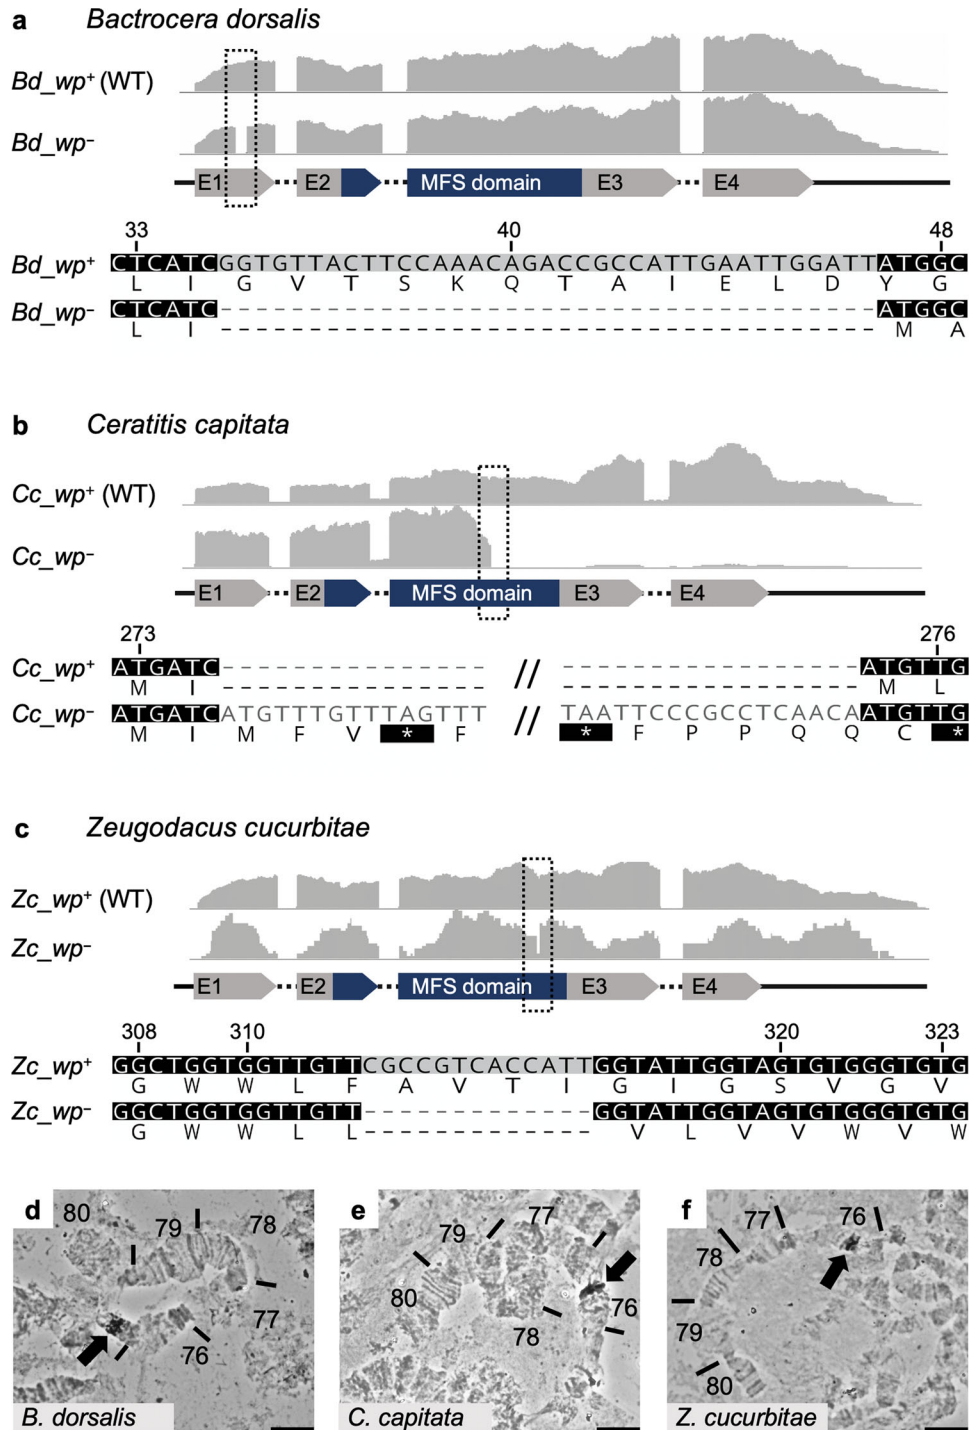 a Bactrocera dorsalis
Bd_wp+ (WT)
Bd_wp−
E1 E2 MFS domain E3 E4
33 40 48
Bd_wp+ CTCATCGGTGTTACTTCCAAACAGACCGCCATTGAATTGGATTATGGC
L I G V T S K Q T A I E L D Y G
Bd_wp− CTCATC - - - - - - - - - - - - - - - - - - - - - - - - - - - - - - - - - - - - - ATGGC
L I - - - - - - - - - - - - - - - - - - - - - - - - - - - - - - - - - - - - - M A
b Ceratitis capitata
Cc_wp+ (WT)
Cc_wp−
E1 E2 MFS domain E3 E4
273 276
Cc_wp+ ATGATC - - - - - - - - - - - - - - - // - - - - - - - - - - - - - - - - - ATGTTG
M I - - - - - - - - - - - - - - - - - - - - - - - - - - - - - - - - M L
Cc_wp− ATGATCATGTTTGTTTAGTTT // TAATTCCCGCCTCAACAATGTTG
M I M F V * F * F P P Q Q C *
c Zeugodacus cucurbitae
Zc_wp+ (WT)
Zc_wp−
E1 E2 MFS domain E3 E4
308 310 320 323
Zc_wp+ GGCTGGTGGTTGTTCGCCGTCACCATTGGTATTGGTAGTGTGGGTGTG
G W W L F A V T I G I G S V G V
Zc_wp− GGCTGGTGGTTGTT - - - - - - - - - - - - - GGTATTGGTAGTGTGGGTGTG
G W W L L - - - - - - - - - - - - - V L V V W V W
d 80 79 78 77 76 B. dorsalis
e 79 77 80 78 76 C. capitata
f 77 76 78 79 80 Z. cucurbitae